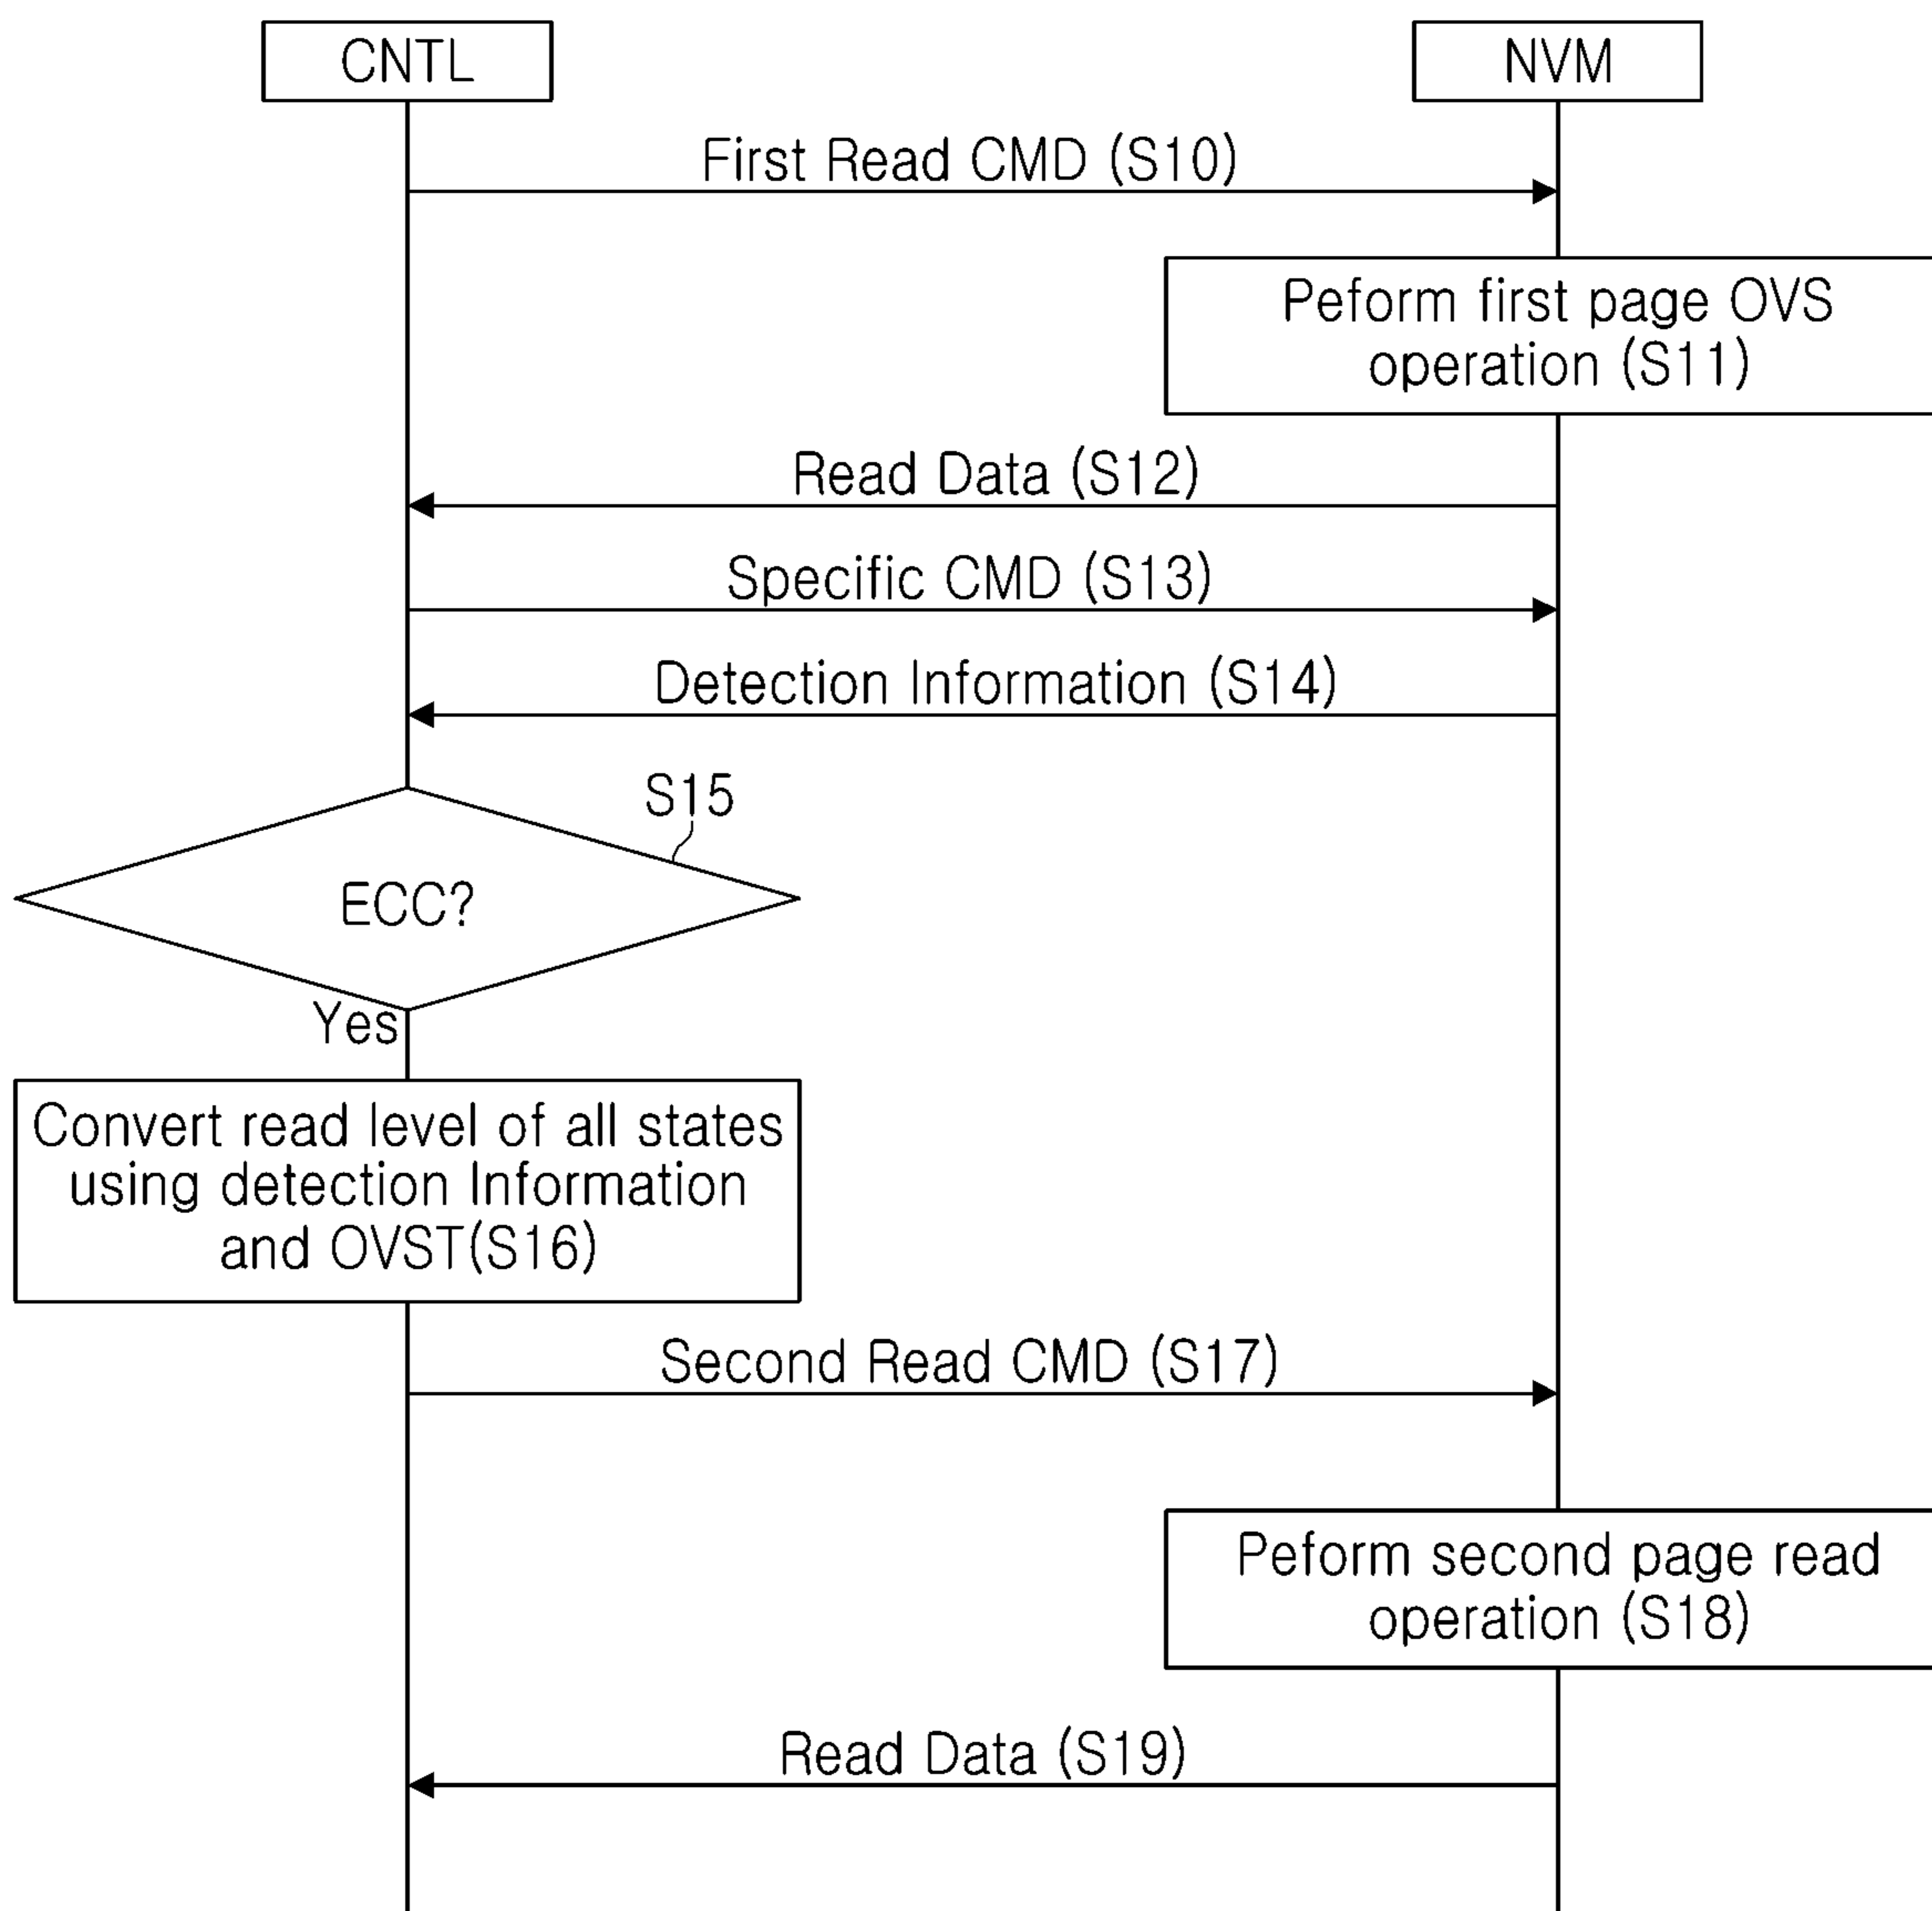 CNTL
NVM
First Read CMD (S10)
Peform first page OVS
operation (S11)
Read Data (S12)
Specific CMD (S13)
Detection Information (S14)
S15
ECC?
Yes
Convert read level of all states
using detection Information
and OVST(S16)
Second Read CMD (S17)
Peform second page read
operation (S18)
Read Data (S19)